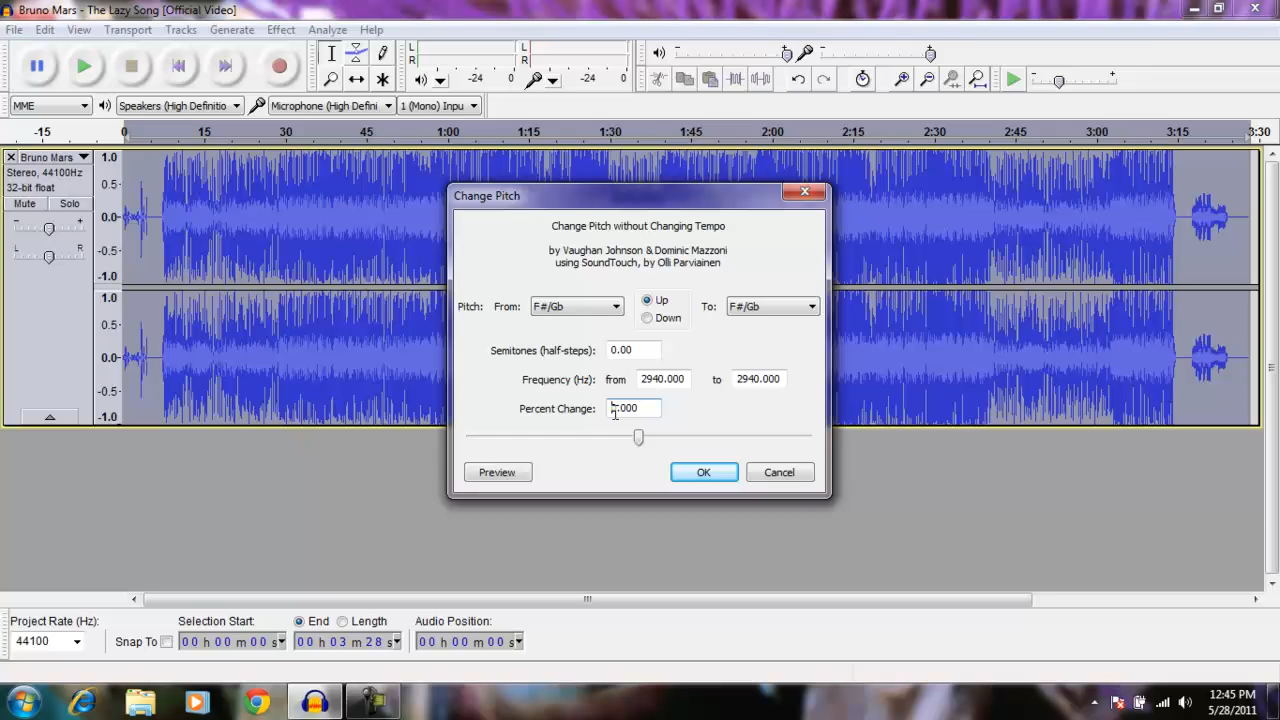 Bruno Mars - The Lazy Song [Official Video]
File Edit View Transport Tracks Generate Effect Analyze Help
L R -24 0 L R -24 0
MME Speakers (High Definitio Microphone (High Defini 1 (Mono) Inpu
-15 0 15 30 45 1:00 1:15 1:30 1:45 2:00 2:15 2:30 2:45 3:00 3:15 3:30
Bruno Mars
Stereo, 44100Hz
32-bit float
Mute Solo
- +
L R
1.0
0.5-
0.0-
-0.5-
-1.0
1.0
0.5-
0.0-
-0.5-
-1.0
Change Pitch
Change Pitch without Changing Tempo
by Vaughan Johnson & Dominic Mazzoni
using SoundTouch, by Olli Parviainen
Pitch: From: F#/Gb Up Down To: F#/Gb
Semitones (half-steps): 0.00
Frequency (Hz): from 2940.000 to 2940.000
Percent Change: .000
Preview OK Cancel
Project Rate (Hz): Selection Start: End Length Audio Position:
44100 Snap To 00 h 00 m 00 s 00 h 03 m 28 s 00 h 00 m 00 s
12:45 PM
5/28/2011